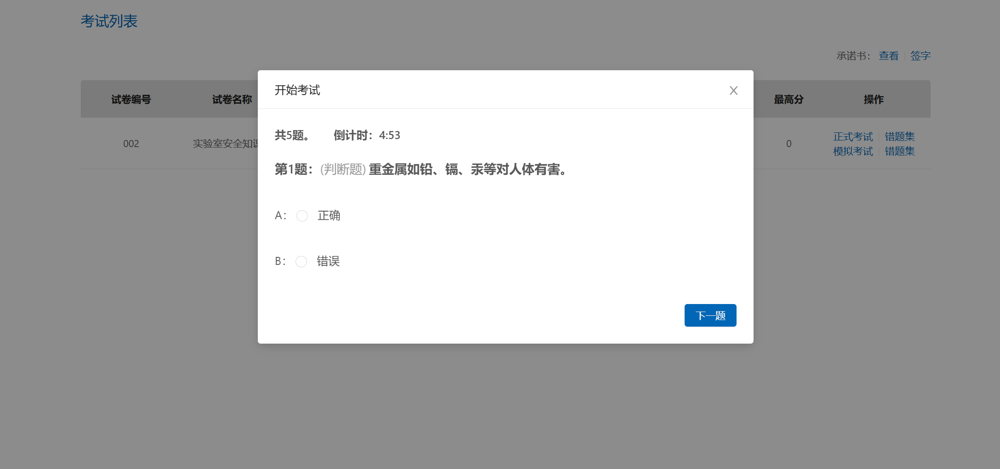 考试列表
承诺书： 查看 签字
开始考试 X
试卷编号 试卷名称 最高分 操作
共5题。 倒计时：4:53
002 实验室安全知 0 正式考试 错题集
模拟考试 错题集
第1题：(判断题) 重金属如铅、镉、汞等对人体有害。
A： 正确
B： 错误
下一题